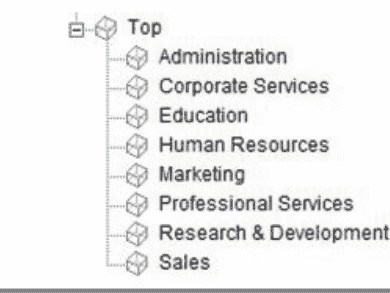 Top
Administration
Corporate Services
Education
Human Resources
Marketing
Professional Services
Research & Development
Sales